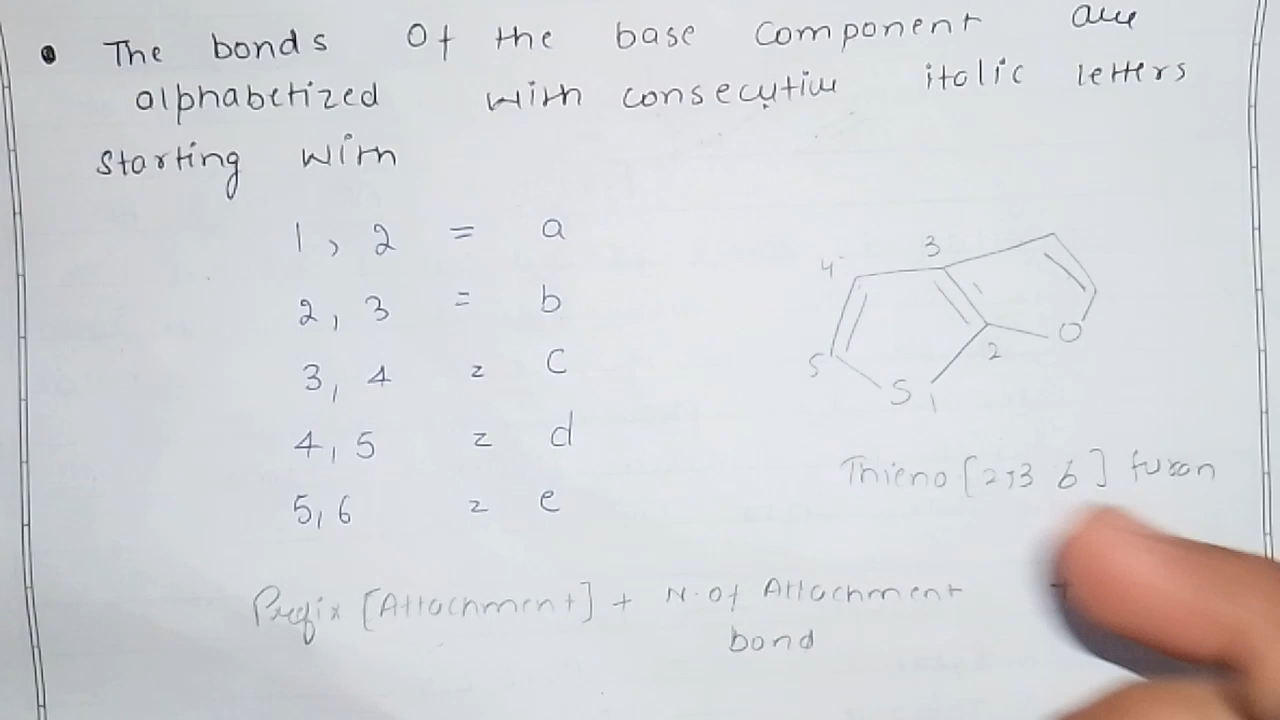 The bonds of the base component are
alphabetized with consecutive italic letters
starting with
1, 2 = a
2, 3 = b
3, 4 = c
4, 5 = d
5, 6 = e
4 3
5 S 1 2 O
Thieno [2,3 b] furan
Prefix [Attachment] + N. of Attachment +
bond